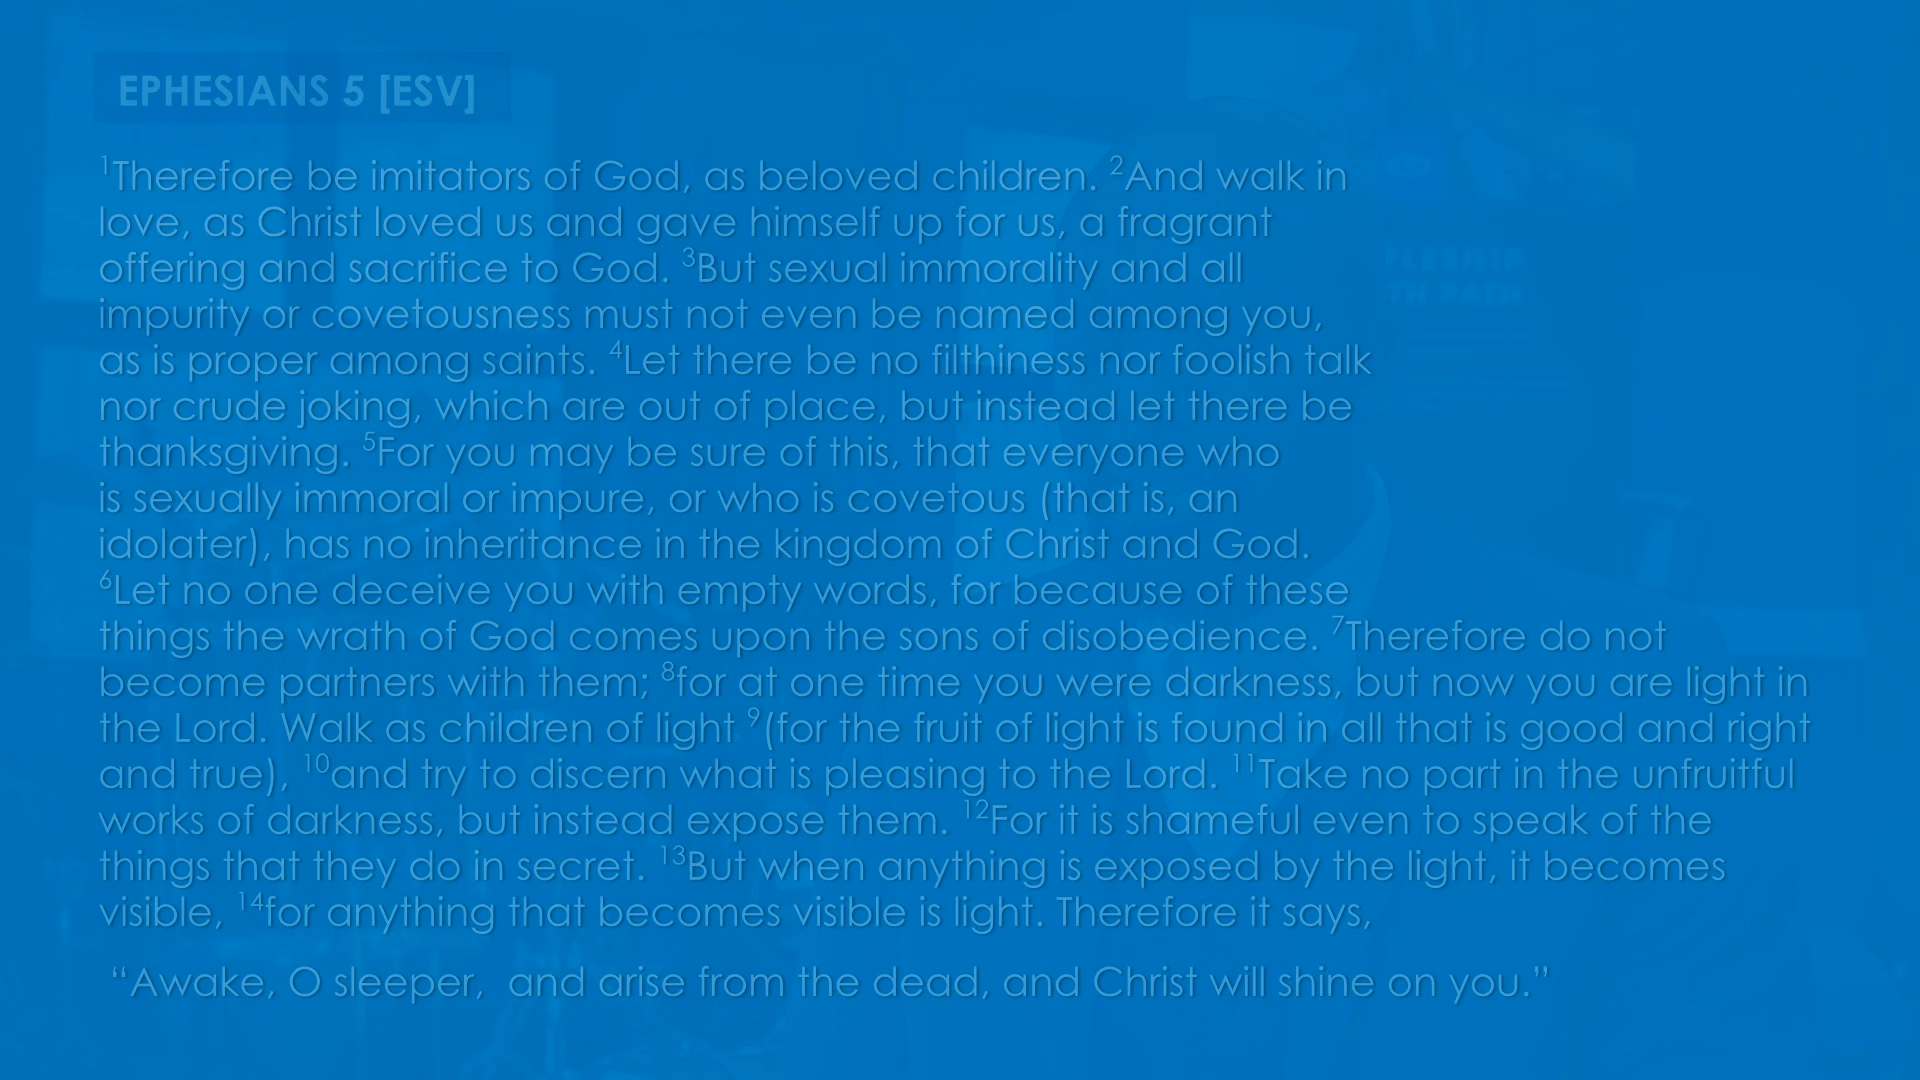 EPHESIANS 5 [ESV]
¹Therefore be imitators of God, as beloved children. ²And walk in
love, as Christ loved us and gave himself up for us, a fragrant
offering and sacrifice to God. ³But sexual immorality and all
impurity or covetousness must not even be named among you,
as is proper among saints. ⁴Let there be no filthiness nor foolish talk
nor crude joking, which are out of place, but instead let there be
thanksgiving. ⁵For you may be sure of this, that everyone who
is sexually immoral or impure, or who is covetous (that is, an
idolater), has no inheritance in the kingdom of Christ and God.
⁶Let no one deceive you with empty words, for because of these
things the wrath of God comes upon the sons of disobedience. ⁷Therefore do not
become partners with them; ⁸for at one time you were darkness, but now you are light in
the Lord. Walk as children of light ⁹(for the fruit of light is found in all that is good and right
and true), ¹⁰and try to discern what is pleasing to the Lord. ¹¹Take no part in the unfruitful
works of darkness, but instead expose them. ¹²For it is shameful even to speak of the
things that they do in secret. ¹³But when anything is exposed by the light, it becomes
visible, ¹⁴for anything that becomes visible is light. Therefore it says,
“Awake, O sleeper,  and arise from the dead, and Christ will shine on you.”
PATH